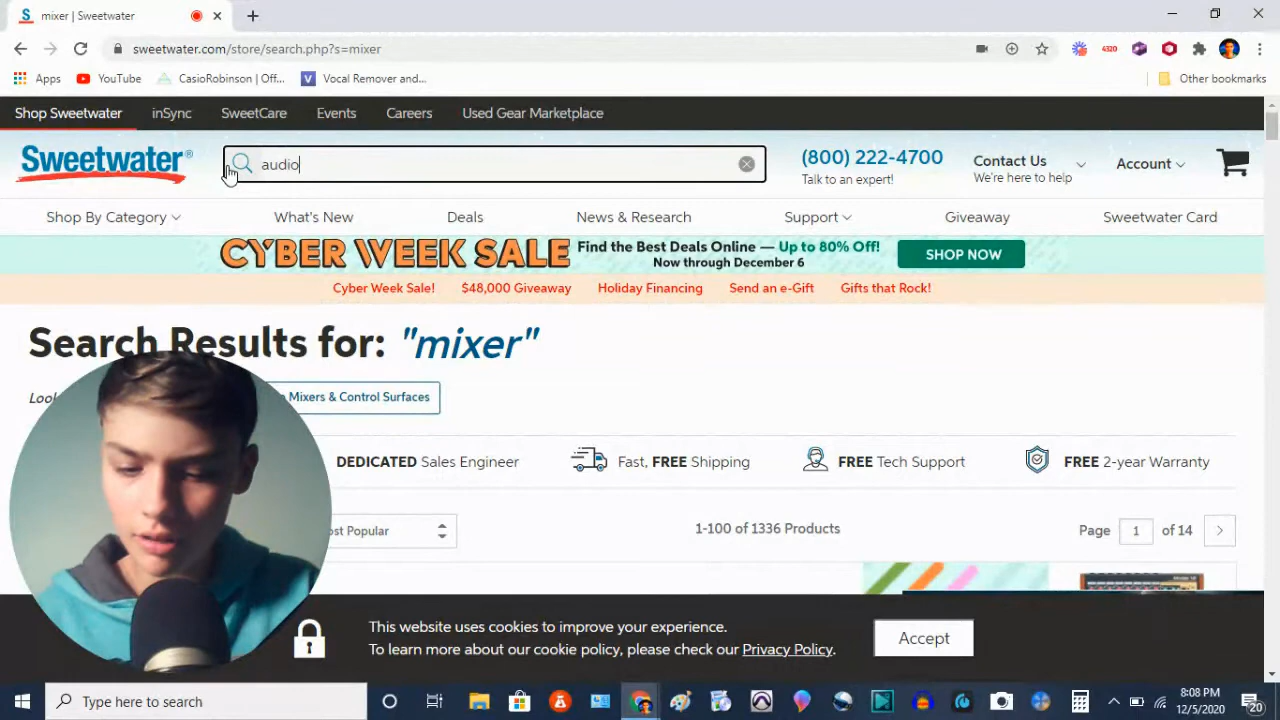 mixer | Sweetwater
sweetwater.com/store/search.php?s=mixer
4320
Apps
YouTube
CasioRobinson | Off...
Vocal Remover and...
Other bookmarks
Shop Sweetwater
inSync
SweetCare
Events
Careers
Used Gear Marketplace
Sweetwater®
audio
(800) 222-4700
Talk to an expert!
Contact Us
We're here to help
Account
Shop By Category
What's New
Deals
News & Research
Support
Giveaway
Sweetwater Card
CYBER WEEK SALE
Find the Best Deals Online — Up to 80% Off!
Now through December 6
SHOP NOW
Cyber Week Sale!
$48,000 Giveaway
Holiday Financing
Send an e-Gift
Gifts that Rock!
Search Results for: "mixer"
Mixers & Control Surfaces
DEDICATED Sales Engineer
Fast, FREE Shipping
FREE Tech Support
FREE 2-year Warranty
Popular
1-100 of 1336 Products
Page 1 of 14
This website uses cookies to improve your experience.
To learn more about our cookie policy, please check our Privacy Policy.
Accept
Type here to search
8:08 PM
12/5/2020
20